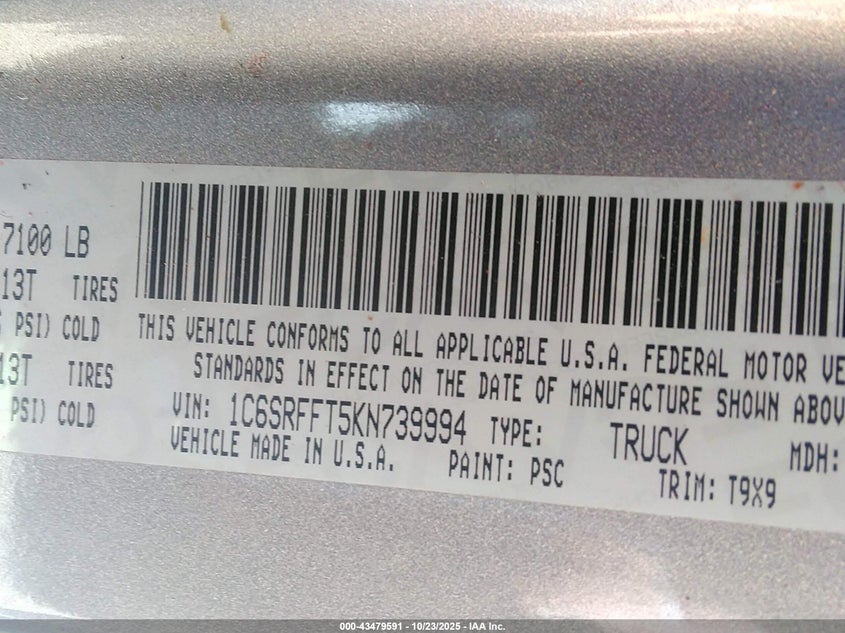 7100 LB
13T TIRES
PSI) COLD
13T TIRES
PSI) COLD
THIS VEHICLE CONFORMS TO ALL APPLICABLE U.S.A. FEDERAL MOTOR VE
STANDARDS IN EFFECT ON THE DATE OF MANUFACTURE SHOWN ABOV
VIN: 1C6SRFFT5KN739994 TYPE: TRUCK MDH:
VEHICLE MADE IN U.S.A. PAINT: PSC TRIM: T9X9
000-43479591 - 10/23/2025 - IAA Inc.